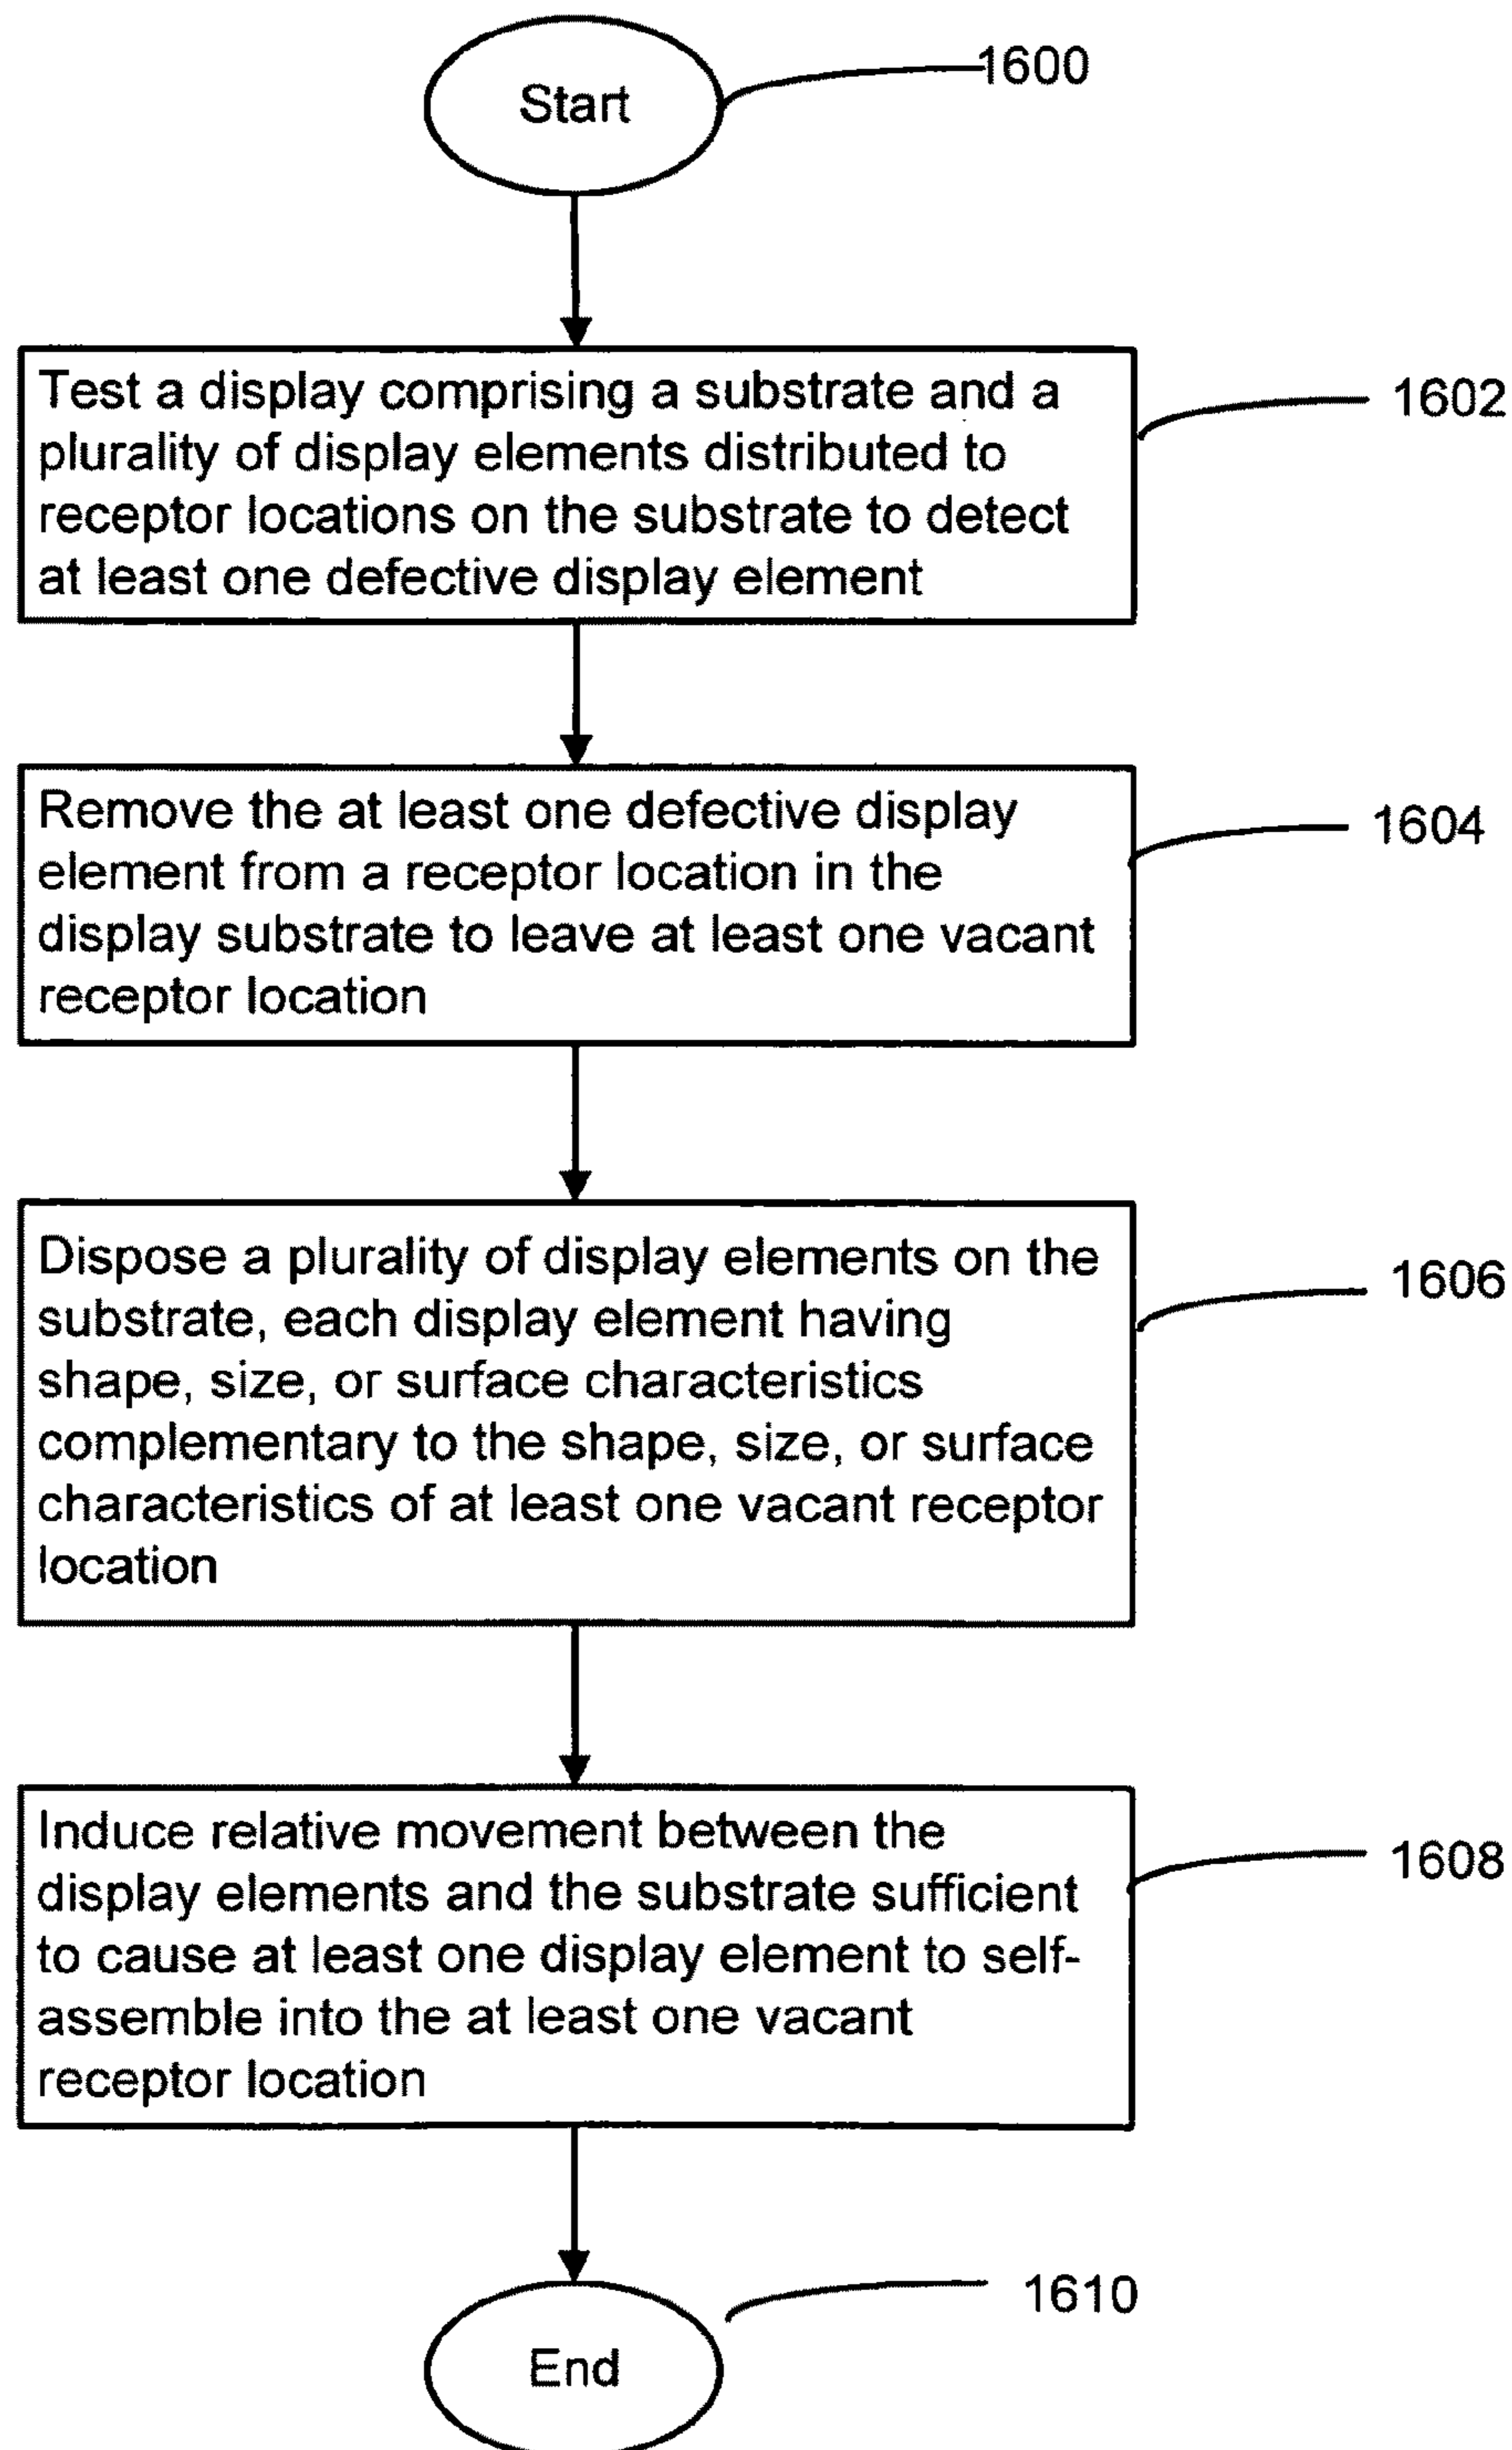 Start
1600
Test a display comprising a substrate and a
plurality of display elements distributed to
receptor locations on the substrate to detect
at least one defective display element
1602
Remove the at least one defective display
element from a receptor location in the
display substrate to leave at least one vacant
receptor location
1604
Dispose a plurality of display elements on the
substrate, each display element having
shape, size, or surface characteristics
complementary to the shape, size, or surface
characteristics of at least one vacant receptor
location
1606
Induce relative movement between the
display elements and the substrate sufficient
to cause at least one display element to self-
assemble into the at least one vacant
receptor location
1608
1610
End